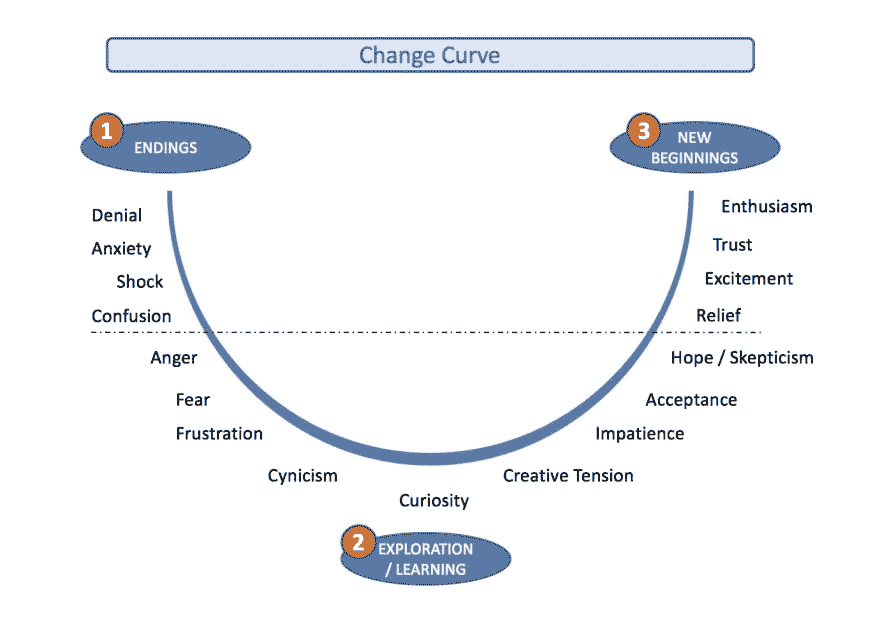 Change Curve
1
ENDINGS
3
NEW
BEGINNINGS
Denial
Anxiety
Shock
Confusion
Anger
Fear
Frustration
Cynicism
Curiosity
Creative Tension
Impatience
Acceptance
Hope / Skepticism
Relief
Excitement
Trust
Enthusiasm
2
EXPLORATION
/ LEARNING